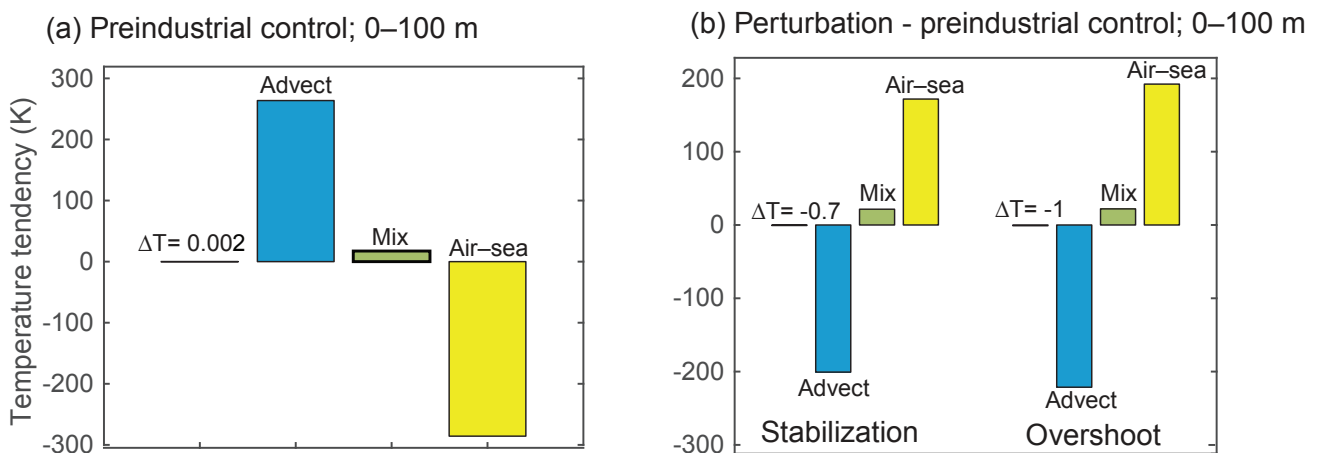 (a) Preindustrial control; 0–100 m
Temperature tendency (K)
300
200
100
0
-100
-200
-300
ΔT= 0.002
Advect
Mix
Air–sea
(b) Perturbation - preindustrial control; 0–100 m
200
100
0
-100
-200
-300
ΔT= -0.7
Advect
Mix
Air–sea
Stabilization
ΔT= -1
Advect
Mix
Air–sea
Overshoot